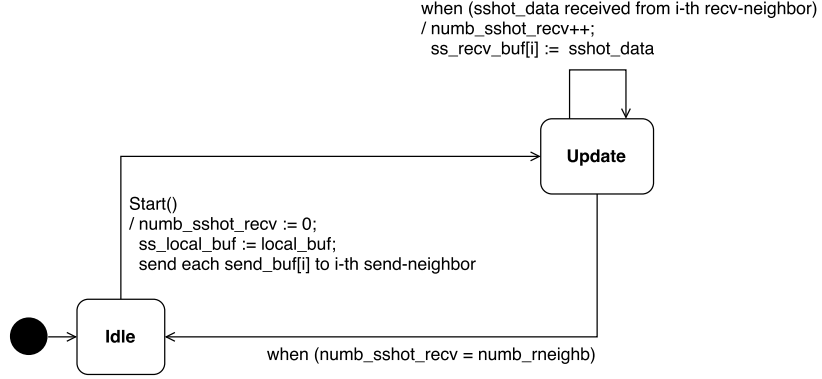 when (sshot_data received from i-th recv-neighbor)
/ numb_sshot_recv++;
ss_recv_buf[i] := sshot_data
Update
Start()
/ numb_sshot_recv := 0;
ss_local_buf := local_buf;
send each send_buf[i] to i-th send-neighbor
Idle
when (numb_sshot_recv = numb_rneighb)